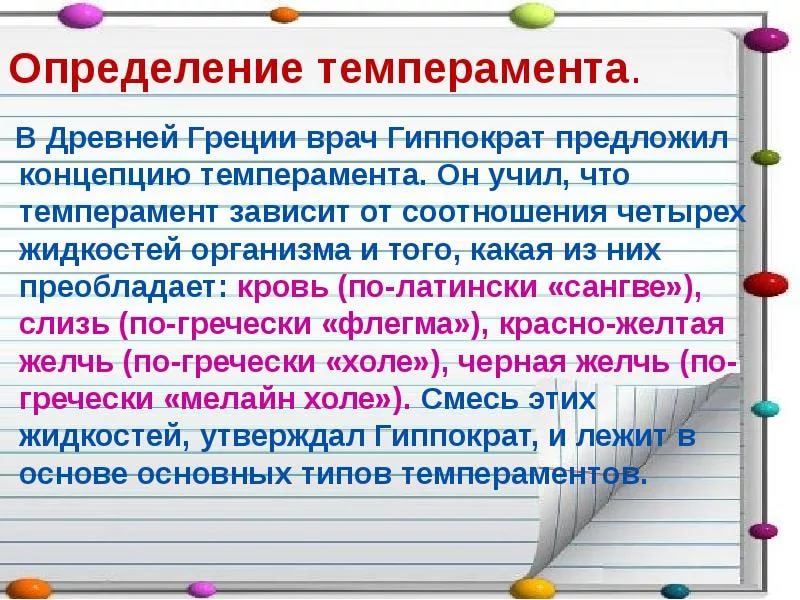 Определение темперамента.
В Древней Греции врач Гиппократ предложил
концепцию темперамента. Он учил, что
темперамент зависит от соотношения четырех
жидкостей организма и того, какая из них
преобладает: кровь (по-латински «сангве»),
слизь (по-гречески «флегма»), красно-желтая
желчь (по-гречески «холе»), черная желчь (по-
гречески «мелайн холе»). Смесь этих
жидкостей, утверждал Гиппократ, и лежит в
основе основных типов темпераментов.